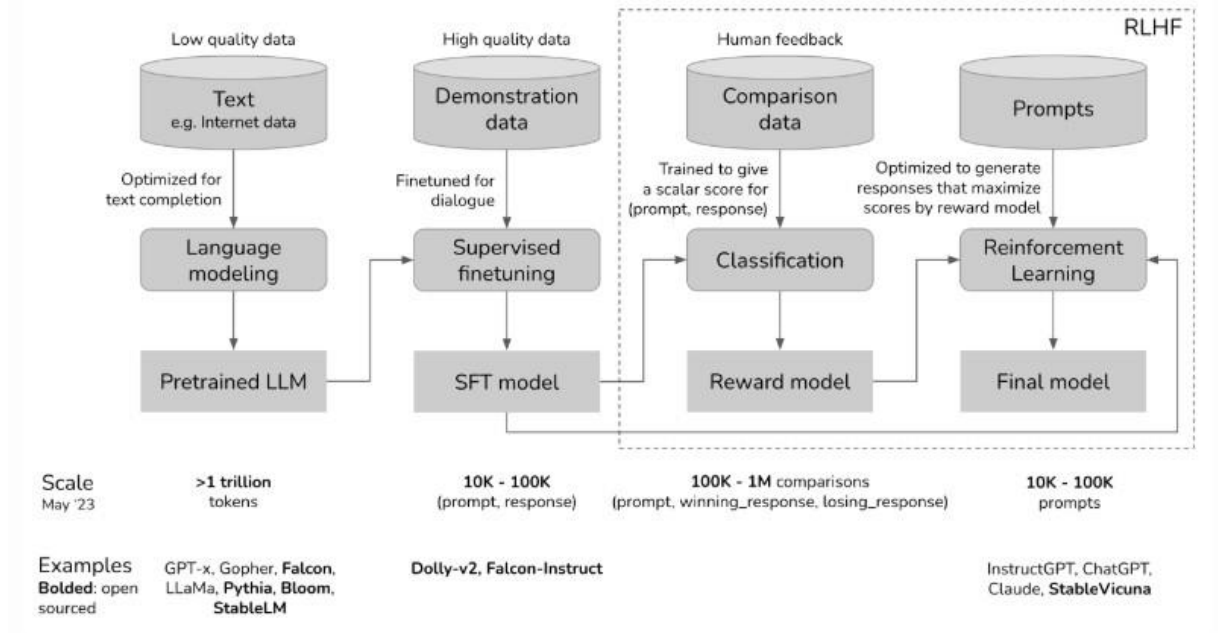 RLHF
Low quality data
High quality data
Human feedback
Text
e.g. Internet data
Demonstration
data
Comparison
data
Prompts
Optimized for
text completion
Finetuned for
dialogue
Trained to give
a scalar score for
(prompt, response)
Optimized to generate
responses that maximize
scores by reward model
Language
modeling
Supervised
finetuning
Classification
Reinforcement
Learning
Pretrained LLM
SFT model
Reward model
Final model
Scale
May '23
>1 trillion
tokens
10K - 100K
(prompt, response)
100K - 1M comparisons
(prompt, winning_response, losing_response)
10K - 100K
prompts
Examples
Bolded: open
sourced
GPT-x, Gopher, Falcon,
LLaMa, Pythia, Bloom,
StableLM
Dolly-v2, Falcon-Instruct
InstructGPT, ChatGPT,
Claude, StableVicuna